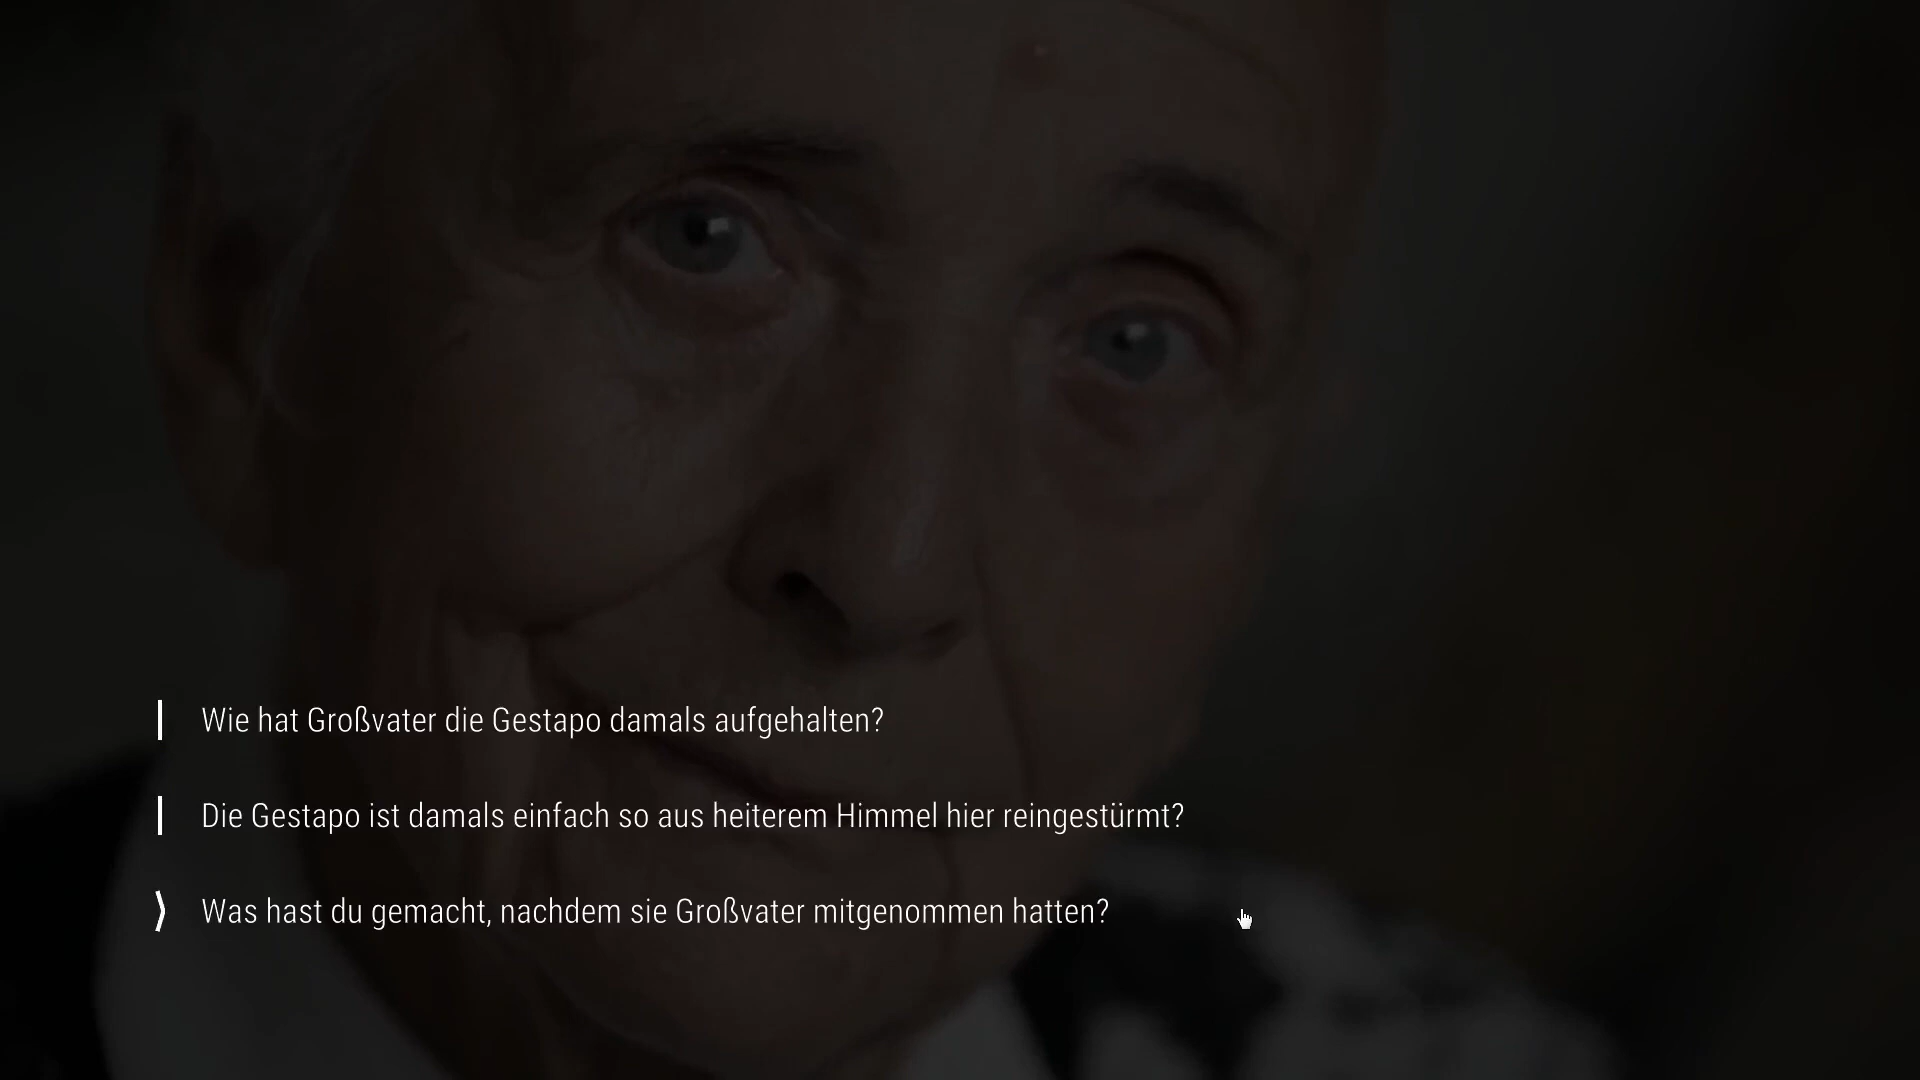 Wie hat Großvater die Gestapo damals aufgehalten?
Die Gestapo ist damals einfach so aus heiterem Himmel hier reingestürmt?
Was hast du gemacht, nachdem sie Großvater mitgenommen hatten?